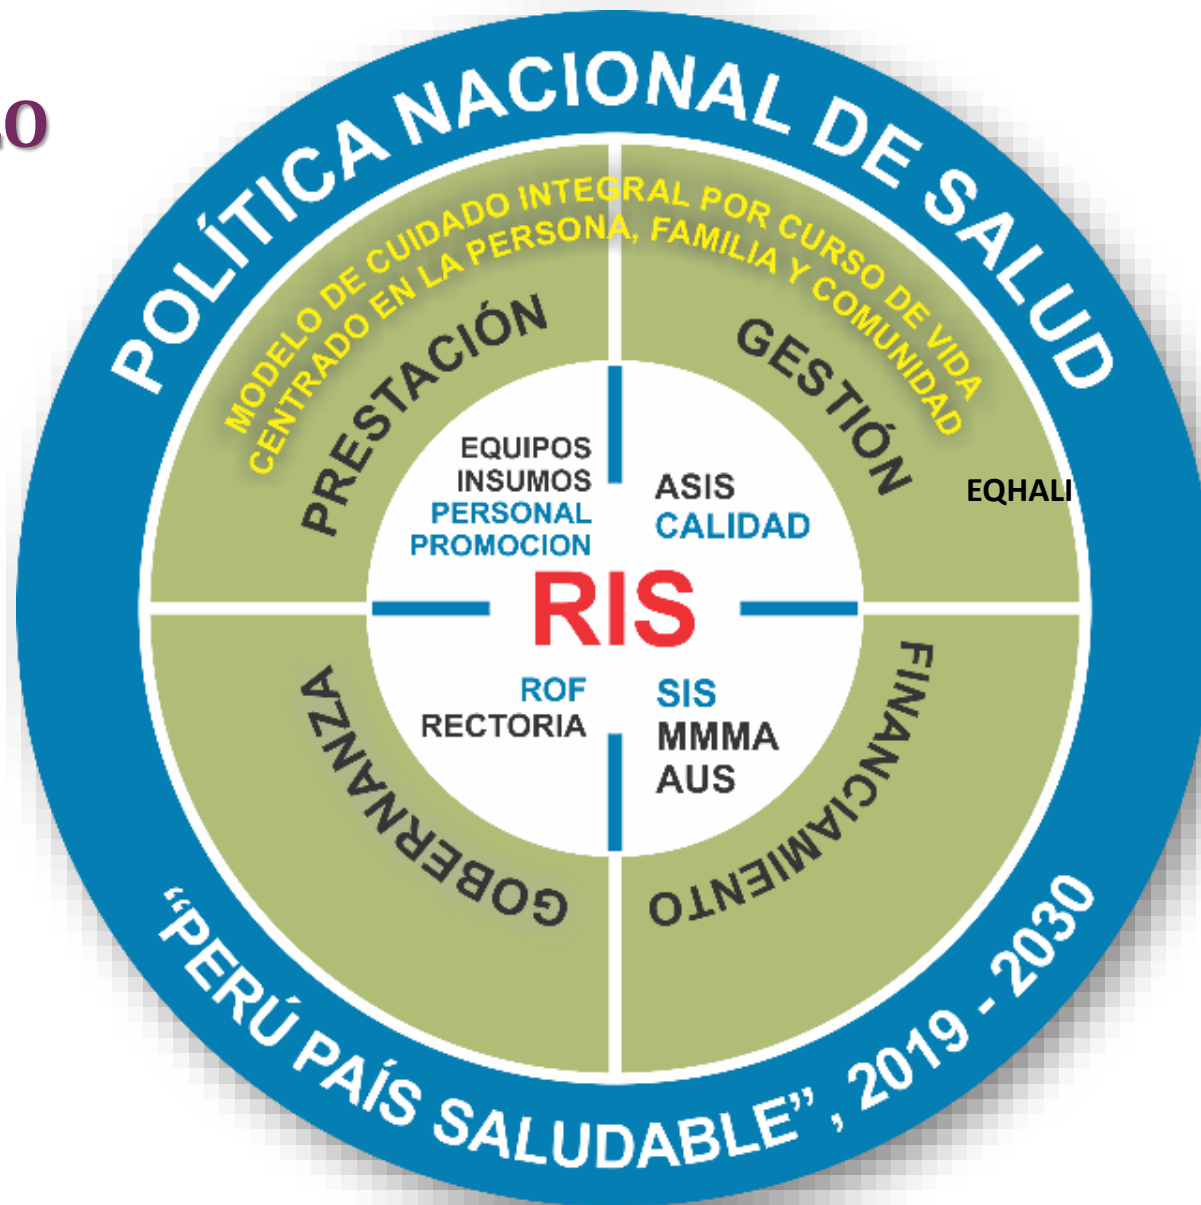 POLÍTICA NACIONAL DE SALUD
MODELO DE CUIDADO INTEGRAL POR CURSO DE VIDA
CENTRADO EN LA PERSONA, FAMILIA Y COMUNIDAD
PRESTACIÓN
GESTIÓN
EQUIPOS
INSUMOS
PERSONAL
PROMOCION
ASIS
CALIDAD
EQHALI
RIS
ROF
RECTORIA
SIS
MMMA
AUS
GOBERNANZA
FINANCIAMIENTO
“PERÚ PAÍS SALUDABLE”, 2019 - 2030